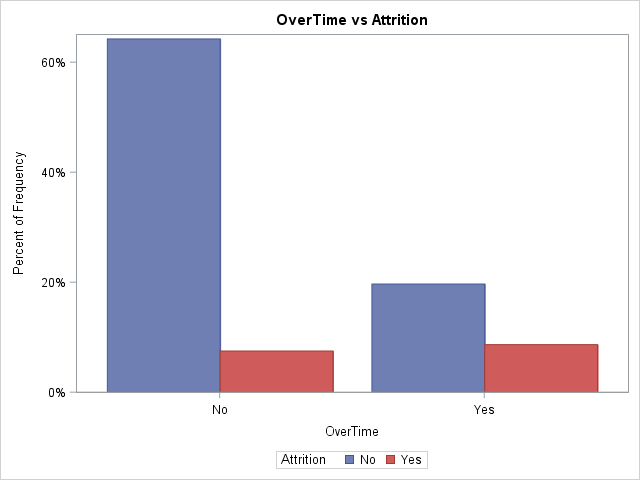 OverTime vs Attrition
Percent of Frequency
60%
40%
20%
0%
No Yes
OverTime
Attrition No Yes